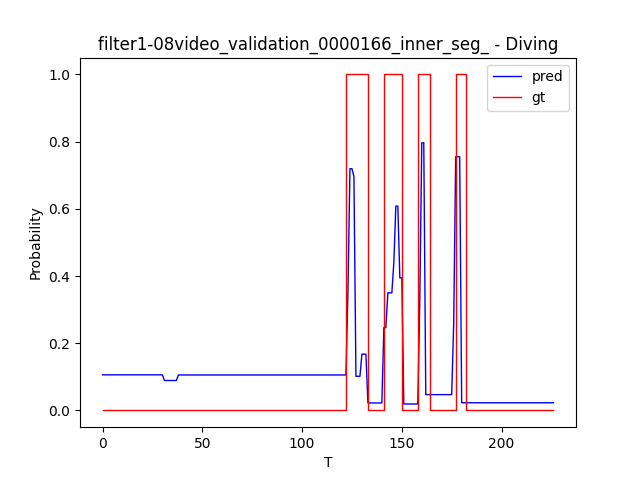 filter1-08video_validation_0000166_inner_seg_ - Diving
pred
gt
1.0
0.8
0.6
0.4
0.2
0.0
Probability
0
50
100
150
200
T